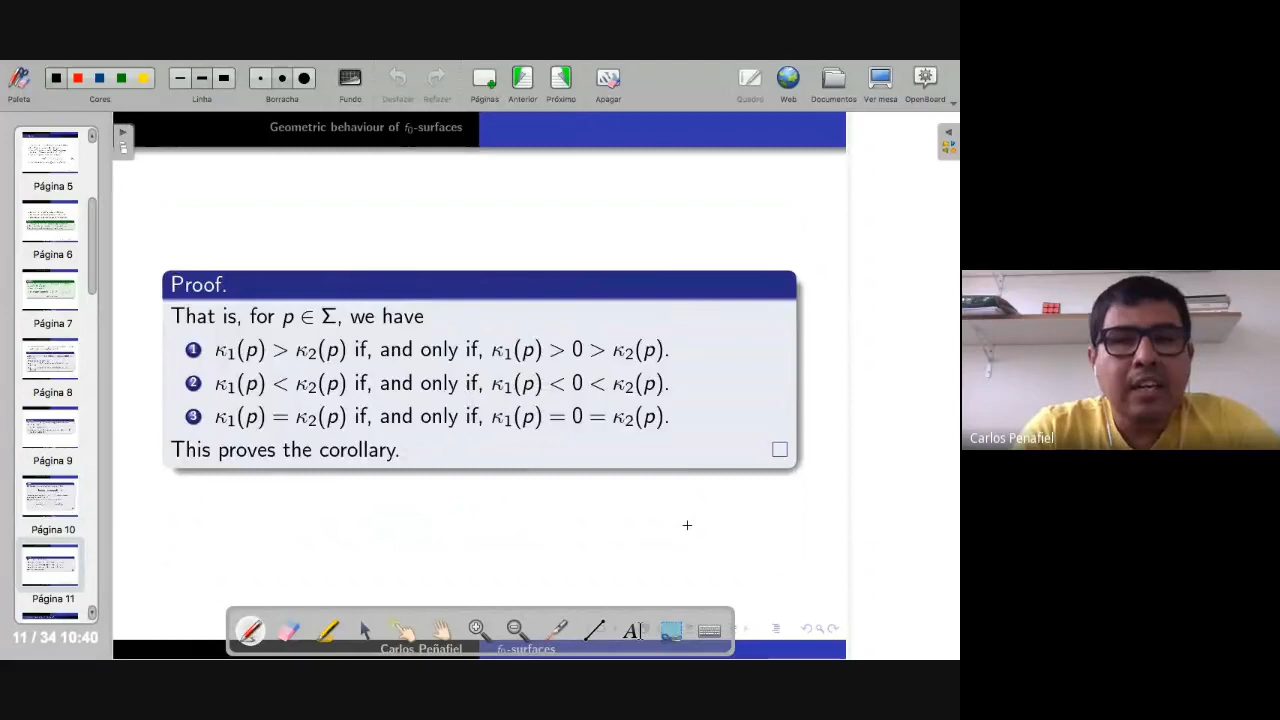 Paleta
Cores
Linha
Borracha
Fundo
Desfazer
Refazer
Páginas
Anterior
Próximo
Apagar
Quadro
Web
Documentos
Ver mesa
OpenBoard
Geometric behaviour of f₀-surfaces
Página 5
Página 6
Página 7
Página 8
Página 9
Página 10
Página 11
11 / 34 10:40
Proof.
That is, for p ∈ Σ, we have
1 κ₁(p) > κ₂(p) if, and only if, κ₁(p) > 0 > κ₂(p).
2 κ₁(p) < κ₂(p) if, and only if, κ₁(p) < 0 < κ₂(p).
3 κ₁(p) = κ₂(p) if, and only if, κ₁(p) = 0 = κ₂(p).
This proves the corollary. □
Carlos Peñafiel
f₀-surfaces
Carlos Peñafiel